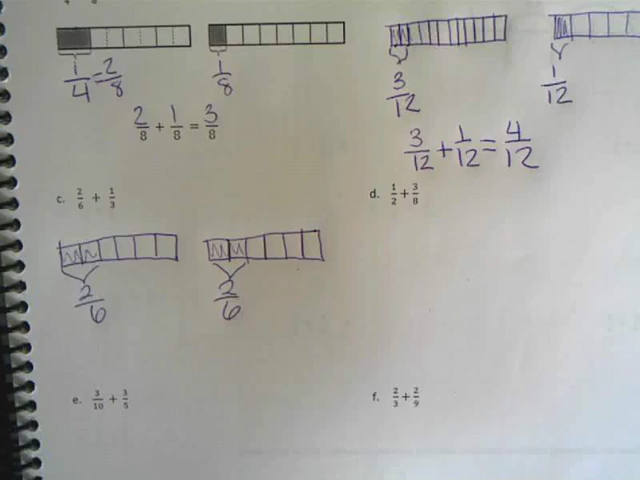 1/4 = 2/8
1/8
2/8 + 1/8 = 3/8
3/12
1/12
3/12 + 1/12 = 4/12
c. 2/6 + 1/3
d. 1/2 + 3/8
2/6
2/6
e. 3/10 + 3/5
f. 2/3 + 2/9